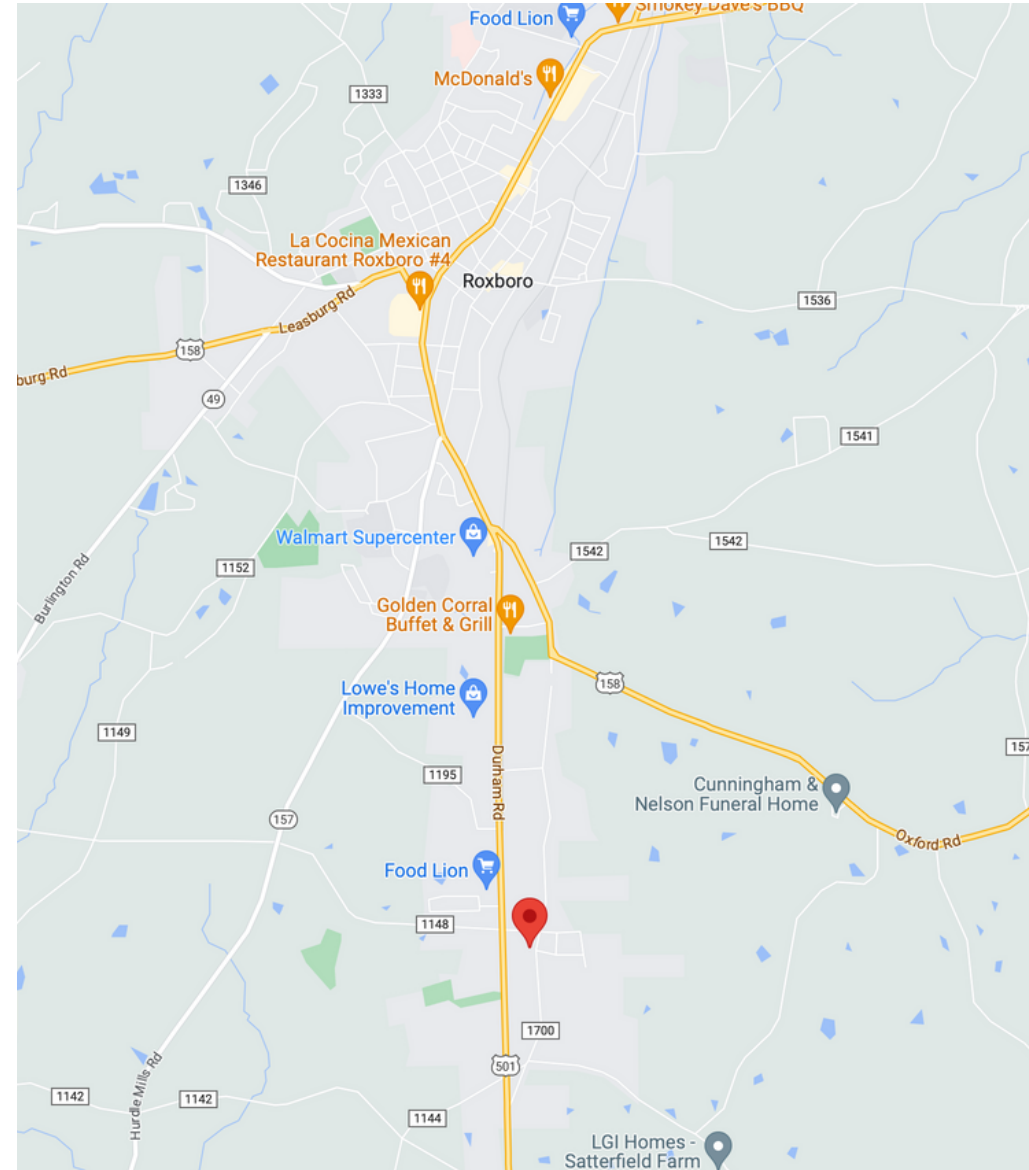 Smokey Dave's BBQ
Food Lion
McDonald's
1333
1346
La Cocina Mexican
Restaurant Roxboro #4
Roxboro
1536
Leasburg Rd
158
burg Rd
49
1541
Walmart Supercenter
1542
1542
1152
Burlington Rd
Golden Corral
Buffet & Grill
158
Lowe's Home
Improvement
1149
157
Durham Rd
1195
Cunningham &
Nelson Funeral Home
157
Oxford Rd
Food Lion
1148
1700
501
Hurdle Mills Rd
1142
1142
1144
LGI Homes -
Satterfield Farm